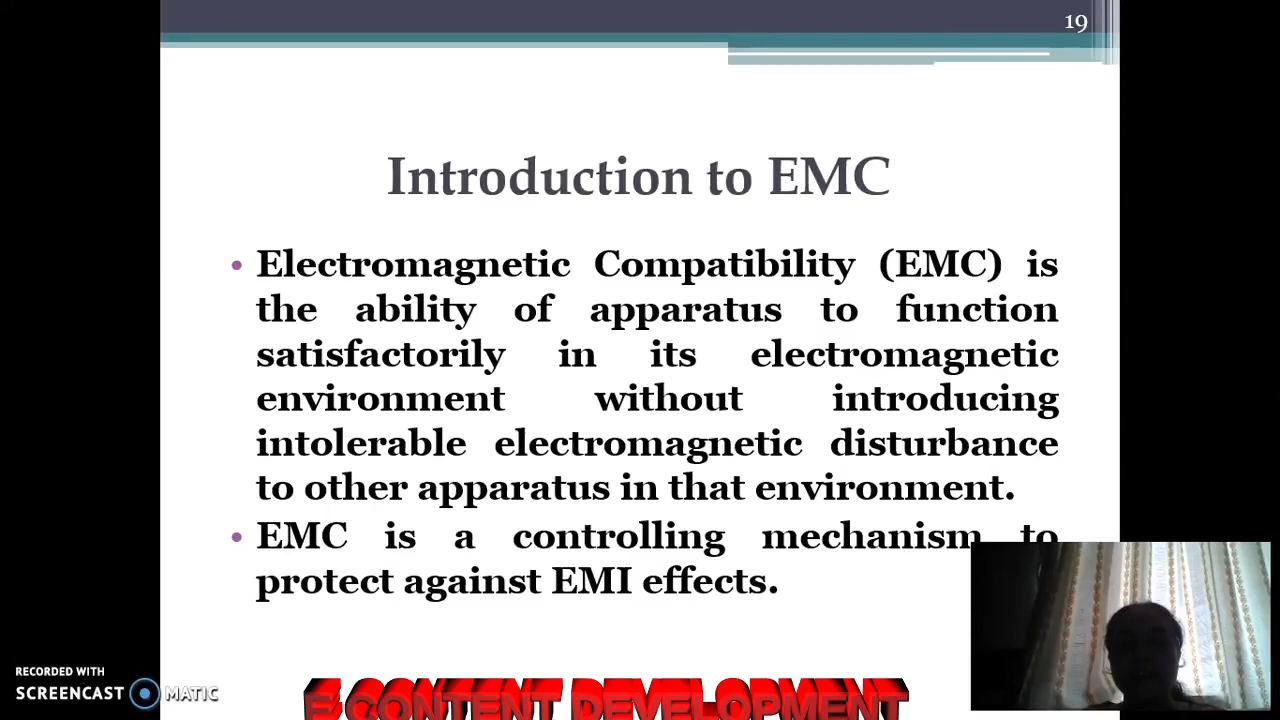 19
Introduction to EMC
• Electromagnetic Compatibility (EMC) is
the ability of apparatus to function
satisfactorily in its electromagnetic
environment without introducing
intolerable electromagnetic disturbance
to other apparatus in that environment.
• EMC is a controlling mechanism to
protect against EMI effects.
RECORDED WITH
SCREENCAST MATIC
E-CONTENT DEVELOPMENT